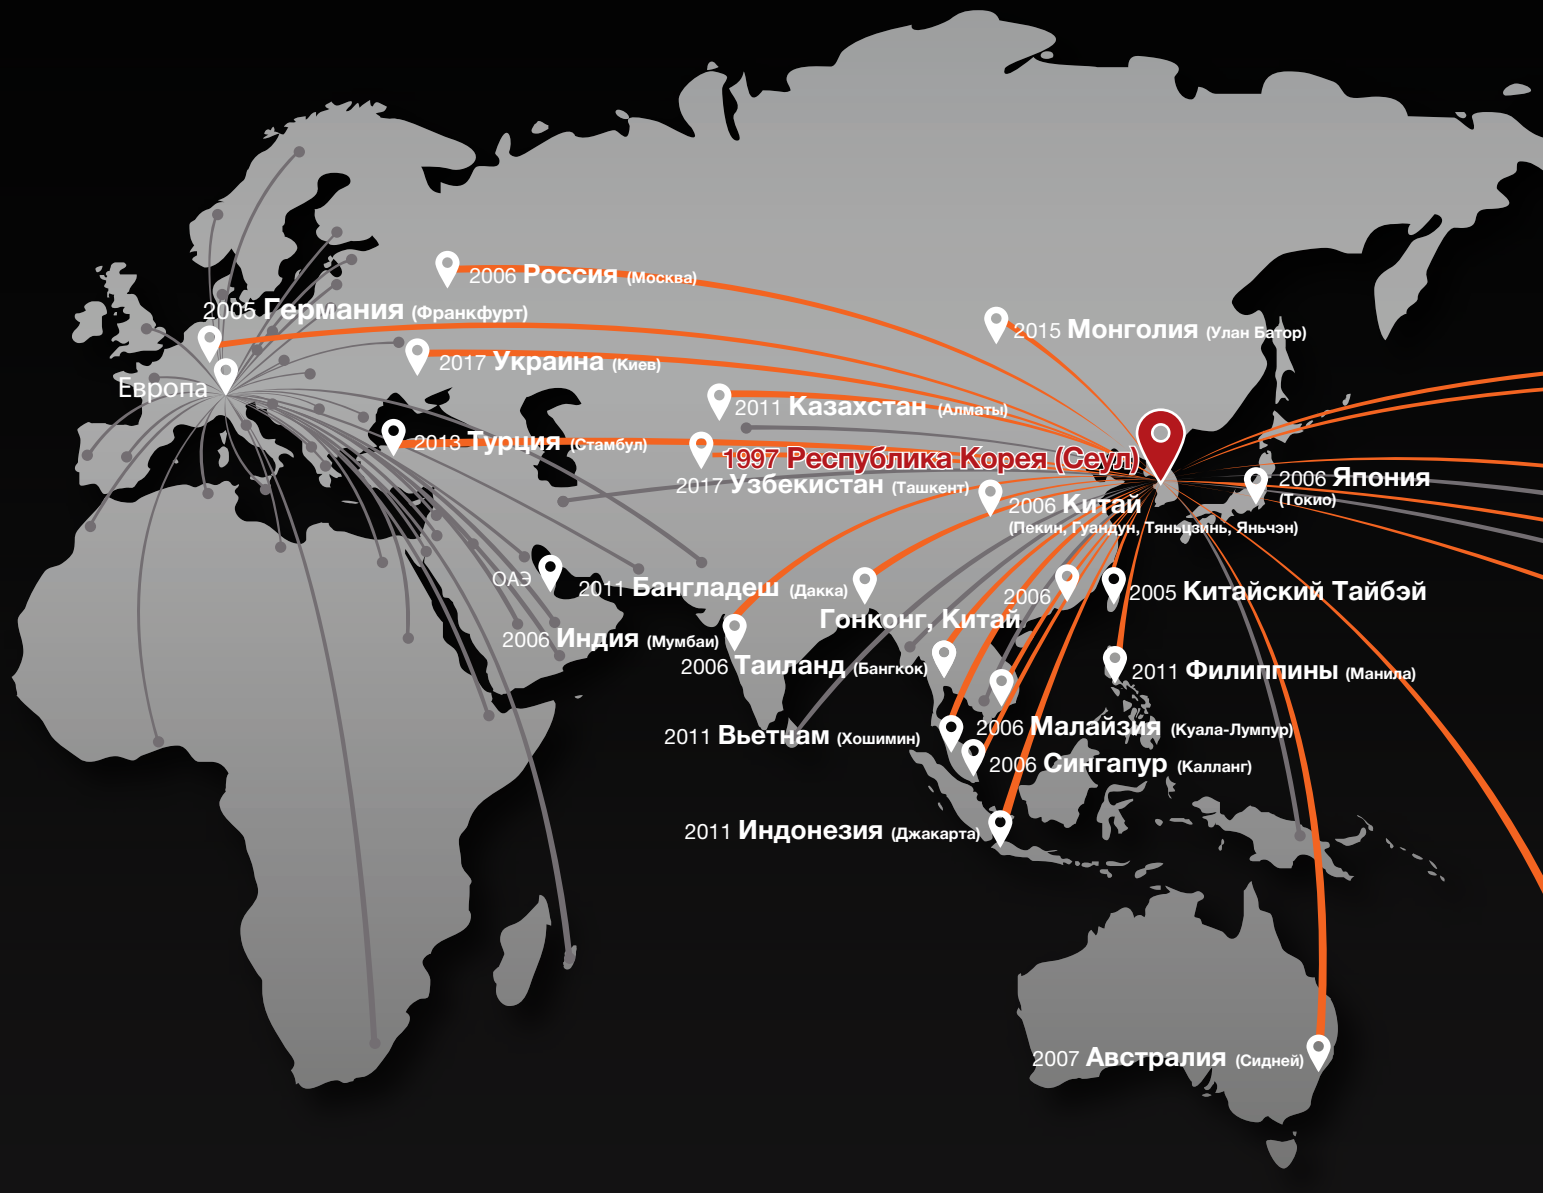 2006 Россия (Москва)
2005 Германия (Франкфурт)
2015 Монголия (Улан Батор)
2017 Украина (Киев)
Европа
2011 Казахстан (Алматы)
2013 Турция (Стамбул)
1997 Республика Корея (Сеул)
2017 Узбекистан (Ташкент)
2006 Япония
(Токио)
2006 Китай
(Пекин, Гуандун, Тяньцзинь, Яньчэн)
ОАЭ
2011 Бангладеш (Дакка)
2006
Гонконг, Китай
2005 Китайский Тайбэй
2006 Индия (Мумбаи)
2006 Таиланд (Бангкок)
2011 Филиппины (Манила)
2011 Вьетнам (Хошимин)
2006 Малайзия (Куала-Лумпур)
2006 Сингапур (Калланг)
2011 Индонезия (Джакарта)
2007 Австралия (Сидней)